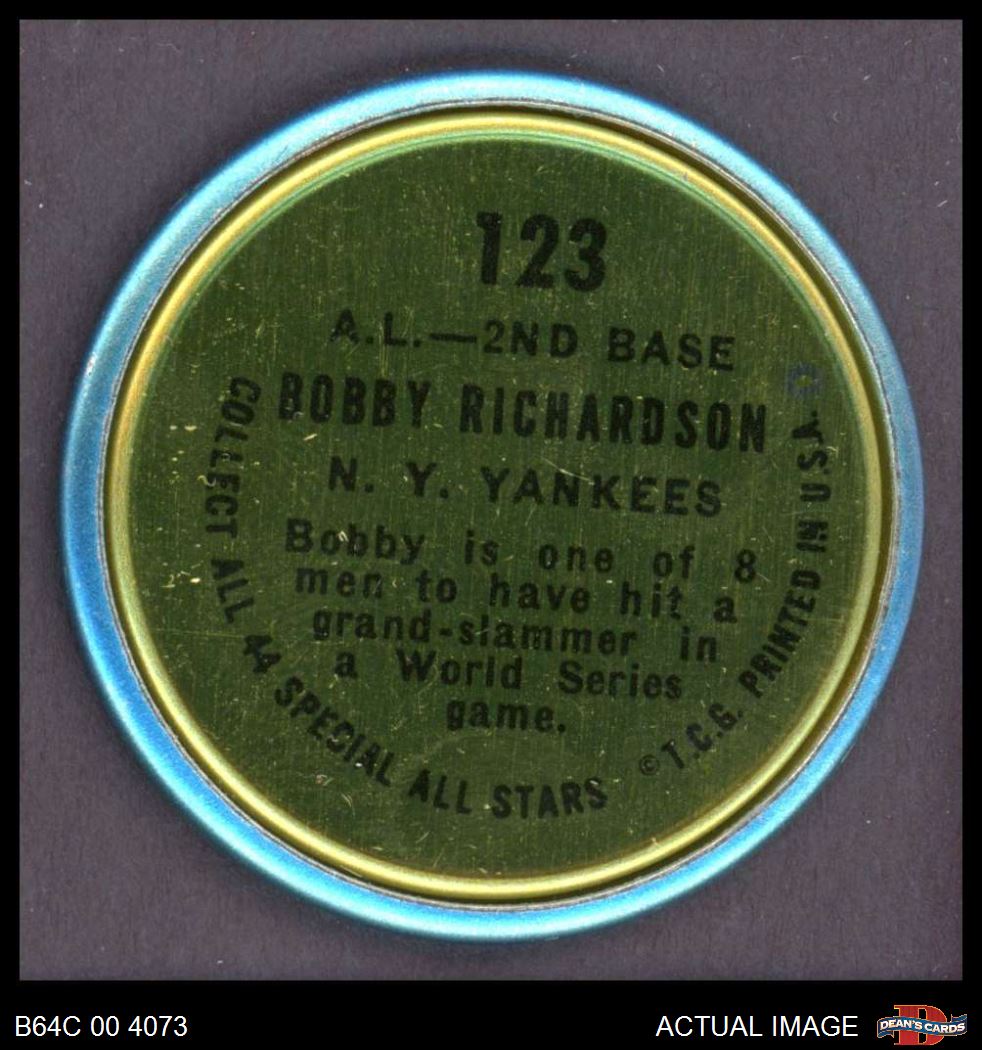 123
A.L.—2ND BASE
BOBBY RICHARDSON
N. Y. YANKEES
Bobby is one of 8
men to have hit a
grand-slammer in
a World Series
game.
COLLECT ALL 44 SPECIAL ALL STARS
© T.C.G. PRINTED IN U.S.A.
B64C 00 4073
ACTUAL IMAGE
D
DEAN'S CARDS